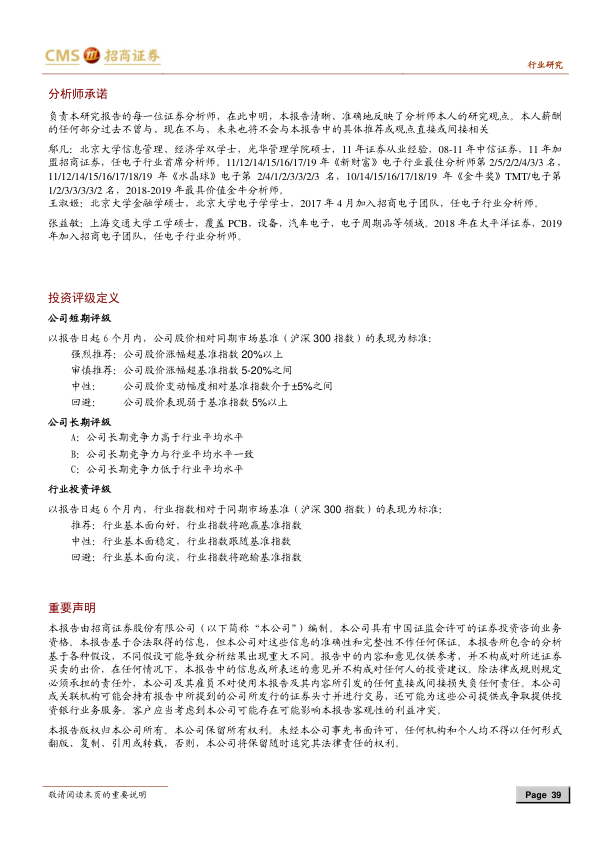 CMS 招商证券
行业研究
分析师承诺
负责本研究报告的每一位证券分析师，在此申明，本报告清晰、准确地反映了分析师本人的研究观点。本人薪酬
的任何部分过去不曾与、现在不与，未来也将不会与本报告中的具体推荐或观点直接或间接相关
鄢凡：北京大学信息管理、经济学双学士，光华管理学院硕士，11 年证券从业经验，08-11 年中信证券，11 年加
盟招商证券，任电子行业首席分析师。11/12/14/15/16/17/19 年《新财富》电子行业最佳分析师第 2/5/2/2/4/3/3 名，
11/12/14/15/16/17/18/19 年《水晶球》电子第 2/4/1/2/3/3/2/3 名，10/14/15/16/17/18/19 年《金牛奖》TMT/电子第
1/2/3/3/3/3/2 名，2018-2019 年最具价值金牛分析师。
王淑姬：北京大学金融学硕士，北京大学电子学学士，2017 年 4 月加入招商电子团队，任电子行业分析师。
张益敏：上海交通大学工学硕士，覆盖 PCB，设备，汽车电子，电子周期品等领域。2018 年在太平洋证券，2019
年加入招商电子团队，任电子行业分析师。
投资评级定义
公司短期评级
以报告日起 6 个月内，公司股价相对同期市场基准（沪深 300 指数）的表现为标准：
强烈推荐：公司股价涨幅超基准指数 20%以上
审慎推荐：公司股价涨幅超基准指数 5-20%之间
中性： 公司股价变动幅度相对基准指数介于±5%之间
回避： 公司股价表现弱于基准指数 5%以上
公司长期评级
A：公司长期竞争力高于行业平均水平
B：公司长期竞争力与行业平均水平一致
C：公司长期竞争力低于行业平均水平
行业投资评级
以报告日起 6 个月内，行业指数相对于同期市场基准（沪深 300 指数）的表现为标准：
推荐：行业基本面向好，行业指数将跑赢基准指数
中性：行业基本面稳定，行业指数跟随基准指数
回避：行业基本面向淡，行业指数将跑输基准指数
重要声明
本报告由招商证券股份有限公司（以下简称“本公司”）编制。本公司具有中国证监会许可的证券投资咨询业务
资格。本报告基于合法取得的信息，但本公司对这些信息的准确性和完整性不作任何保证。本报告所包含的分析
基于各种假设，不同假设可能导致分析结果出现重大不同。报告中的内容和意见仅供参考，并不构成对所述证券
买卖的出价，在任何情况下，本报告中的信息或所表述的意见并不构成对任何人的投资建议。除法律或规则规定
必须承担的责任外，本公司及其雇员不对使用本报告及其内容所引发的任何直接或间接损失负任何责任。本公司
或关联机构可能会持有报告中所提到的公司所发行的证券头寸并进行交易，还可能为这些公司提供或争取提供投
资银行业务服务。客户应当考虑到本公司可能存在可能影响本报告客观性的利益冲突。
本报告版权归本公司所有。本公司保留所有权利。未经本公司事先书面许可，任何机构和个人均不得以任何形式
翻版、复制、引用或转载，否则，本公司将保留随时追究其法律责任的权利。
敬请阅读末页的重要说明
Page 39